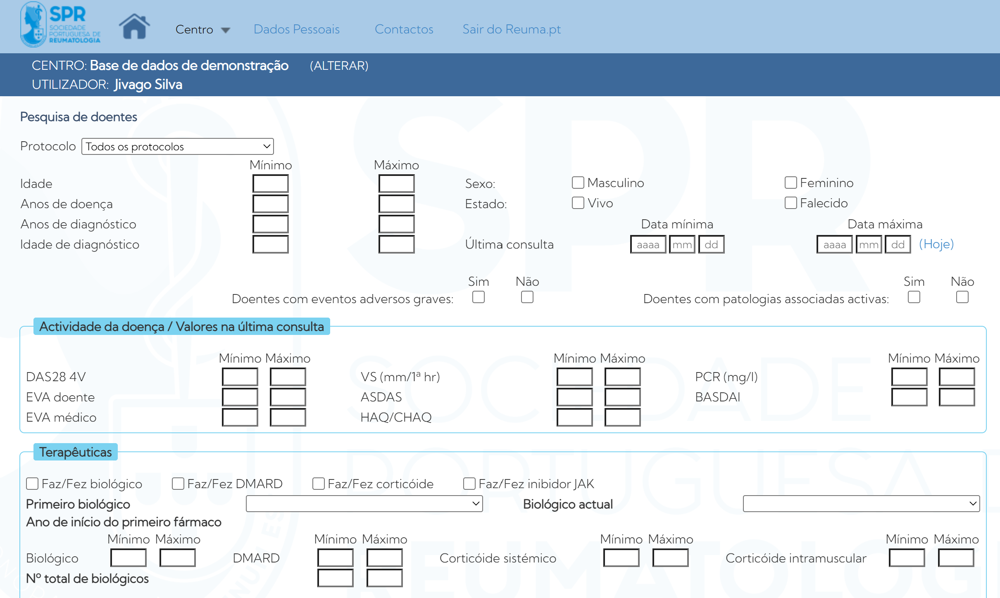 SPR
SOCIEDADE
PORTUGUESA DE
REUMATOLOGIA
Centro Dados Pessoais Contactos Sair do Reuma.pt
CENTRO: Base de dados de demonstração (ALTERAR)
UTILIZADOR: Jivago Silva
Pesquisa de doentes
Protocolo Todos os protocolos
Mínimo Máximo
Idade Sexo: Masculino Feminino
Anos de doença Estado: Vivo Falecido
Anos de diagnóstico Data mínima Data máxima
Idade de diagnóstico Última consulta aaaa mm dd aaaa mm dd (Hoje)
Sim Não Sim Não
Doentes com eventos adversos graves: Doentes com patologias associadas activas:
Actividade da doença / Valores na última consulta
Mínimo Máximo Mínimo Máximo Mínimo Máximo
DAS28 4V VS (mm/1ª hr) PCR (mg/l)
EVA doente ASDAS BASDAI
EVA médico HAQ/CHAQ
Terapêuticas
Faz/Fez biológico Faz/Fez DMARD Faz/Fez corticóide Faz/Fez inibidor JAK
Primeiro biológico Biológico actual
Ano de início do primeiro fármaco
Mínimo Máximo Mínimo Máximo Mínimo Máximo Mínimo Máximo
Biológico DMARD Corticóide sistémico Corticóide intramuscular
Nº total de biológicos
SPR
SOCIEDADE